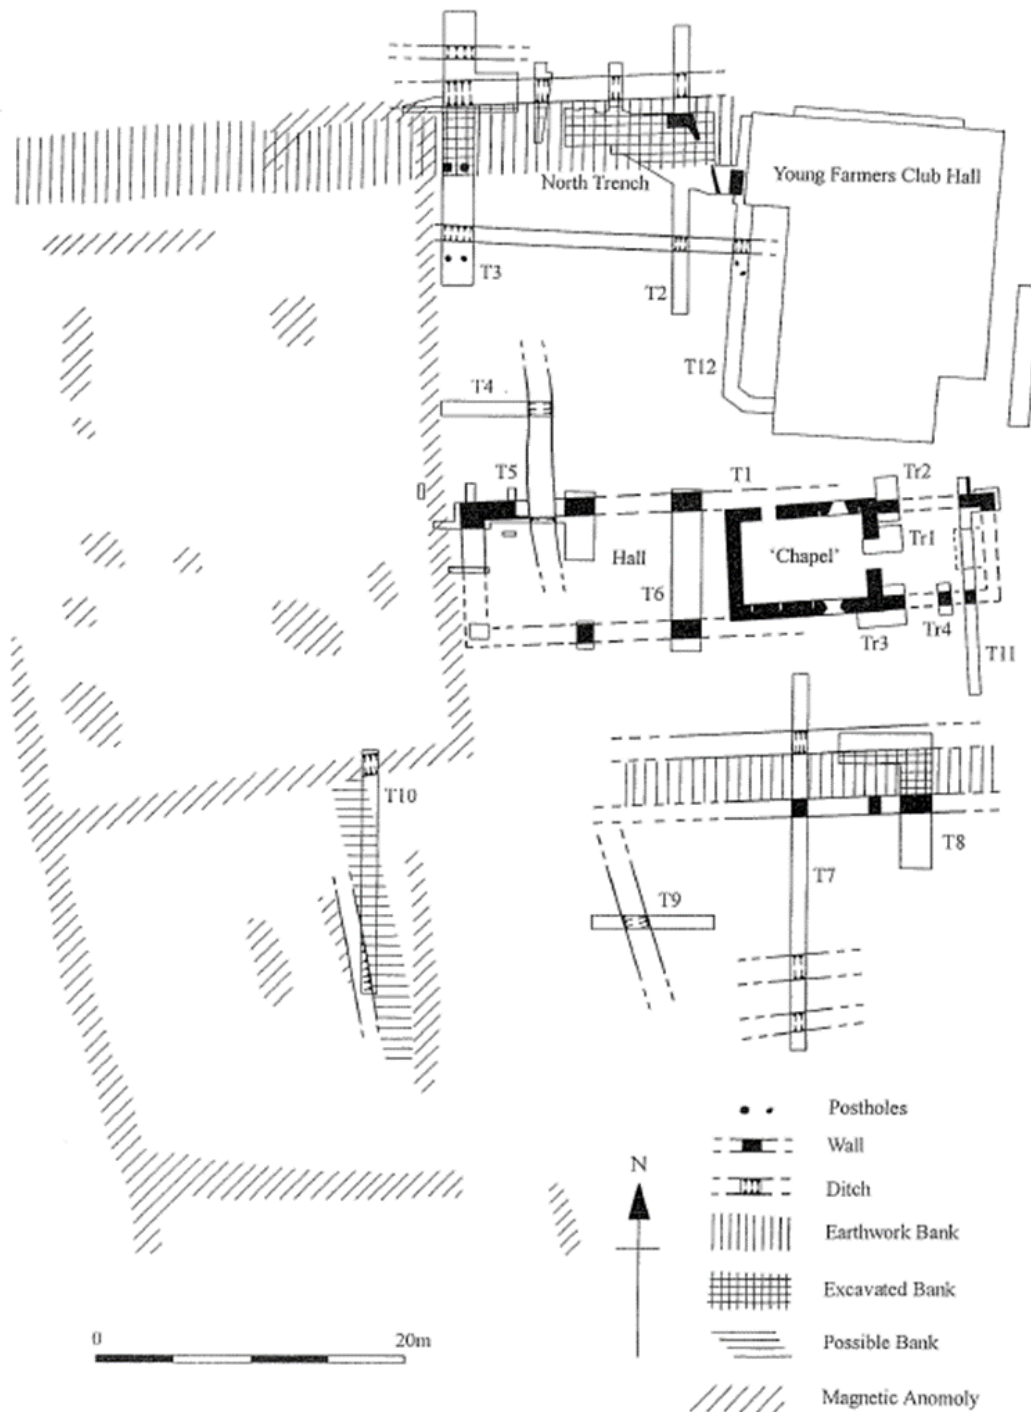 North Trench
Young Farmers Club Hall
T3
T2
T12
T4
T5
T1
Tr2
Tr1
Hall
'Chapel'
T6
Tr3
Tr4
T11
T10
T8
T7
T9
Postholes
Wall
N
Ditch
Earthwork Bank
Excavated Bank
0 20m
Possible Bank
Magnetic Anomoly